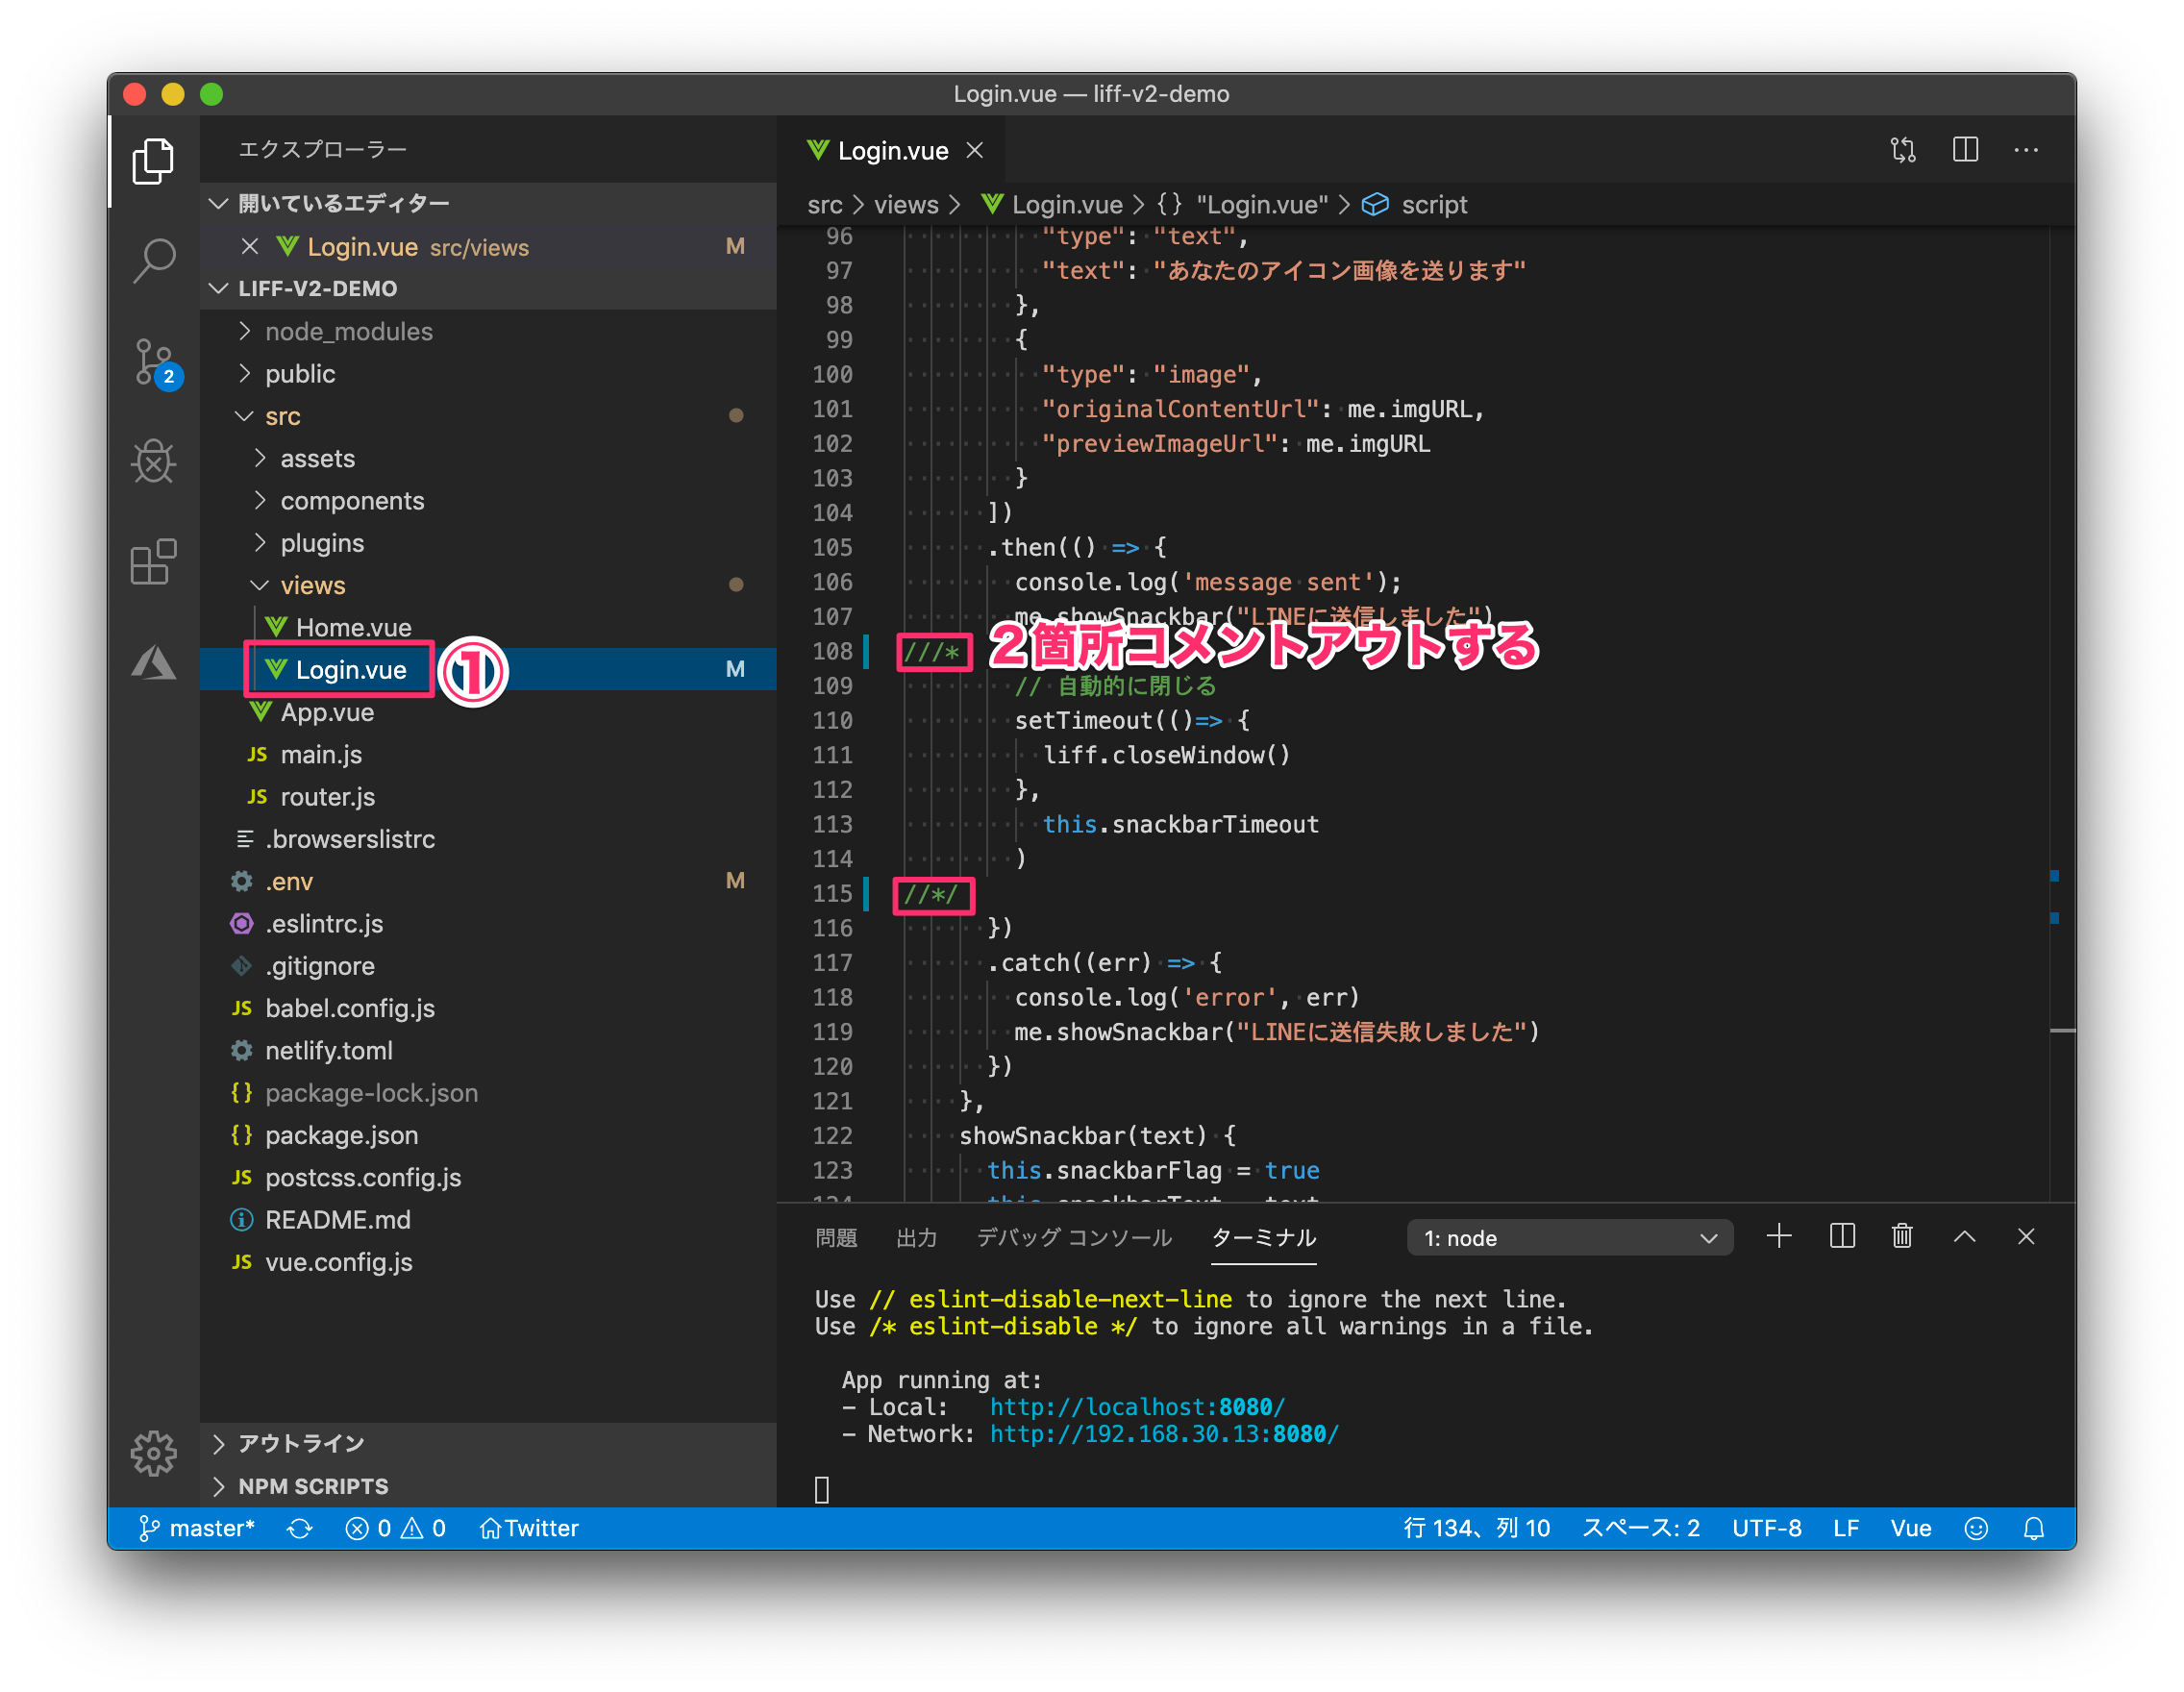 Login.vue — liff-v2-demo
エクスプローラー
開いているエディター
Login.vue src/views M
LIFF-V2-DEMO
node_modules
public
src
assets
components
plugins
views
Home.vue
Login.vue M
①
App.vue
main.js
router.js
.browserslistrc
.env M
.eslintrc.js
.gitignore
babel.config.js
netlify.toml
package-lock.json
package.json
postcss.config.js
README.md
vue.config.js
アウトライン
NPM SCRIPTS
2
Login.vue
src > views > Login.vue > {} "Login.vue" > script
96 "type": "text",
97 "text": "あなたのアイコン画像を送ります"
98 },
99 {
100 "type": "image",
101 "originalContentUrl": me.imgURL,
102 "previewImageUrl": me.imgURL
103 }
104 ])
105 .then(() => {
106 console.log('message sent');
107 me.showSnackbar("LINEに送信しました")
108 ///*
２箇所コメントアウトする
109 // 自動的に閉じる
110 setTimeout(()=> {
111 liff.closeWindow()
112 },
113 this.snackbarTimeout
114 )
115 //*/
116 })
117 .catch((err) => {
118 console.log('error', err)
119 me.showSnackbar("LINEに送信失敗しました")
120 })
121 },
122 showSnackbar(text) {
123 this.snackbarFlag = true
124 this.snackbarText = text
問題 出力 デバッグ コンソール ターミナル 1: node
Use // eslint-disable-next-line to ignore the next line.
Use /* eslint-disable */ to ignore all warnings in a file.
App running at:
- Local: http://localhost:8080/
- Network: http://192.168.30.13:8080/
master* 0 0 Twitter 行 134、列 10 スペース: 2 UTF-8 LF Vue